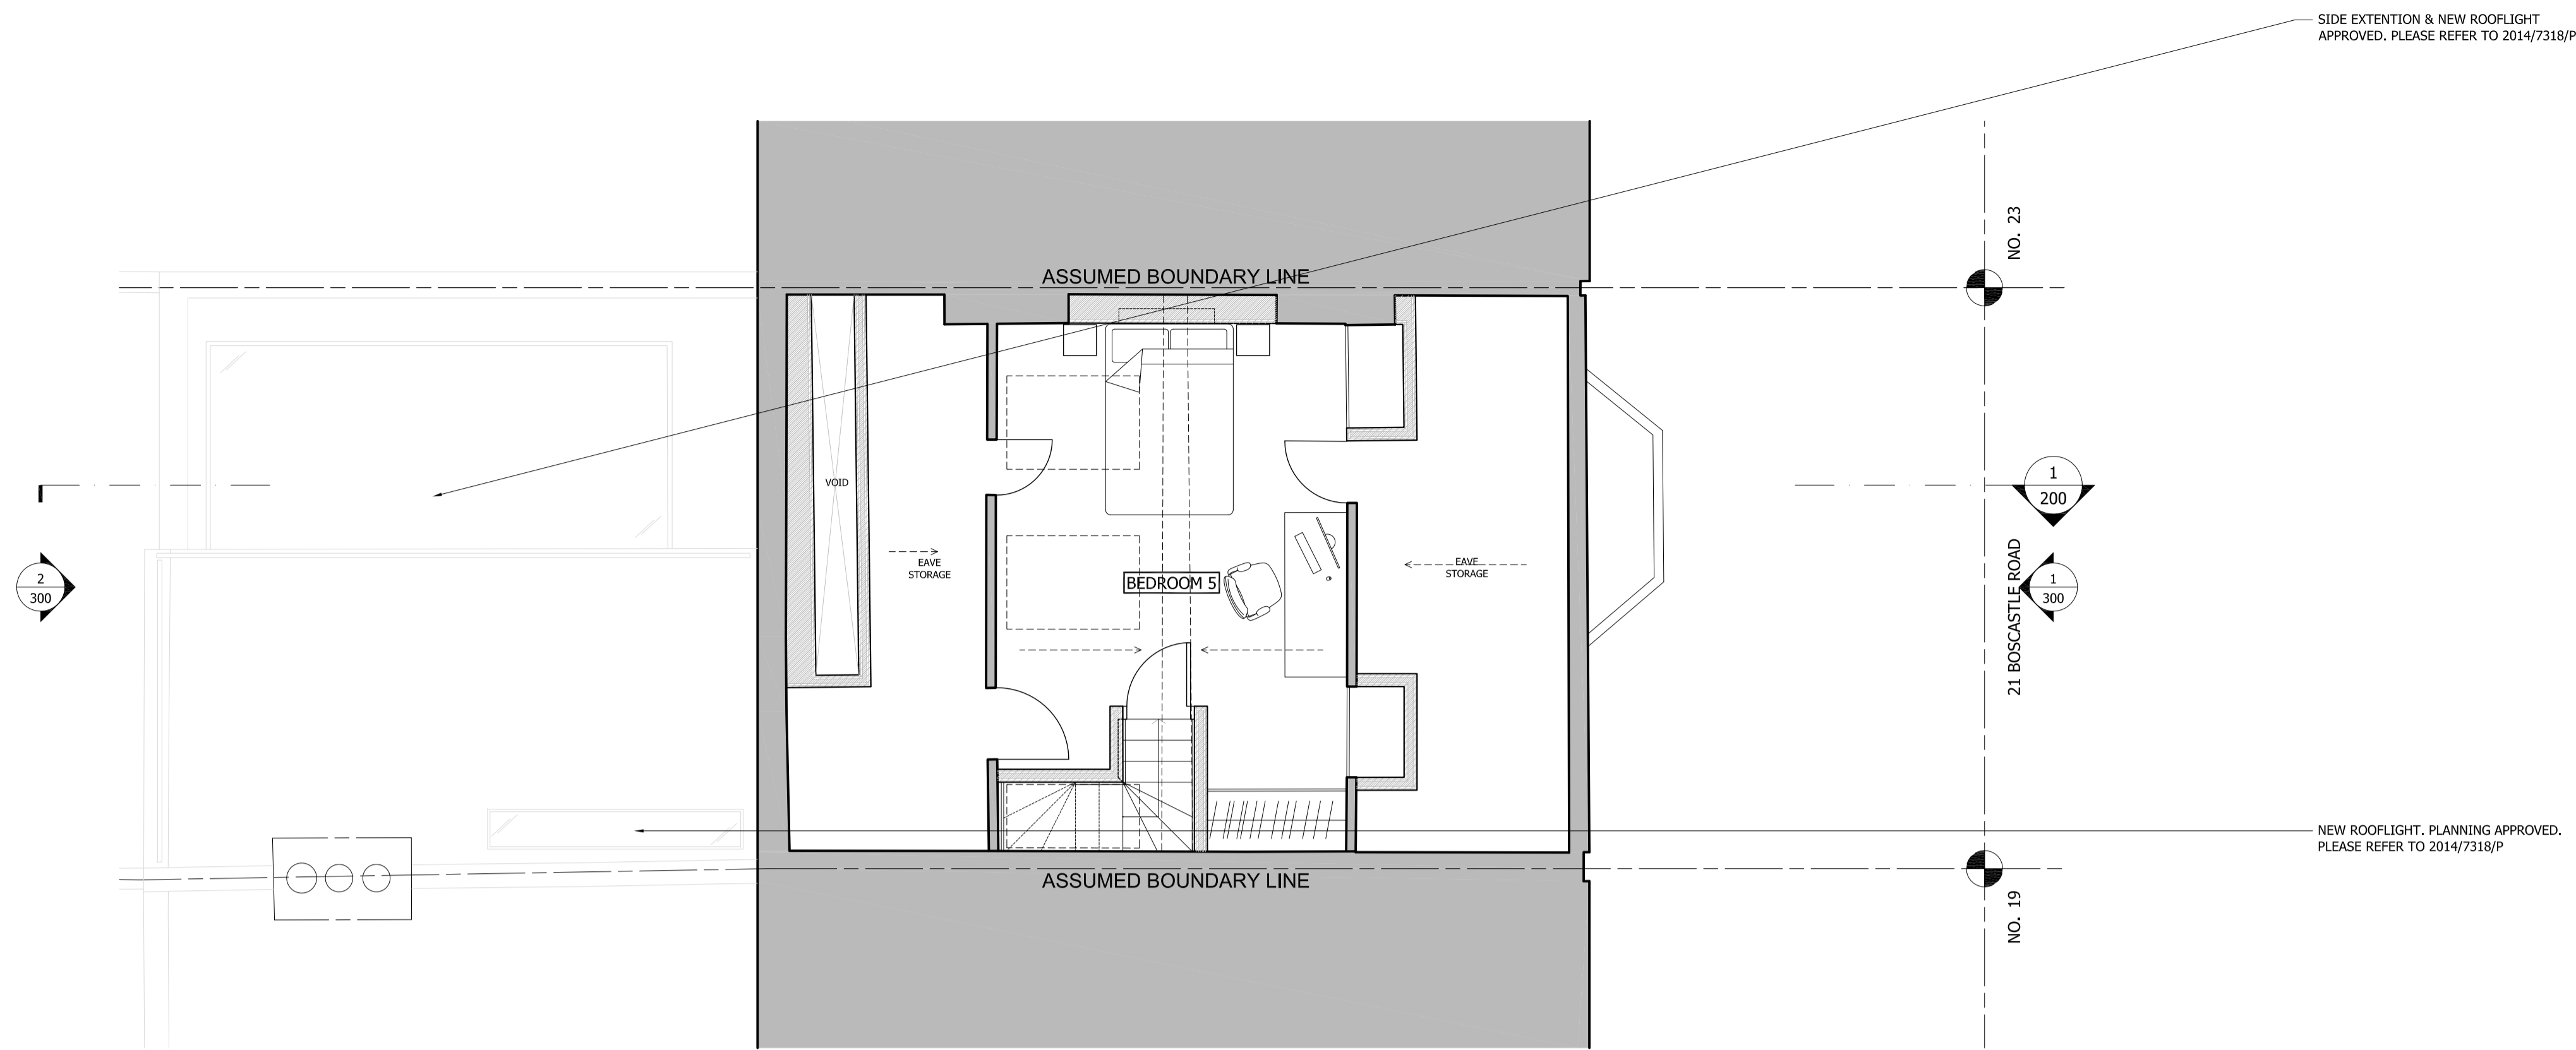 SIDE EXTENTION & NEW ROOFLIGHT
APPROVED. PLEASE REFER TO 2014/7318/P
NO. 23
ASSUMED BOUNDARY LINE
VOID
1
200
EAVE
STORAGE
EAVE
STORAGE
BEDROOM 5
2
300
21 BOSCASTLE ROAD
1
300
NEW ROOFLIGHT. PLANNING APPROVED.
PLEASE REFER TO 2014/7318/P
ASSUMED BOUNDARY LINE
NO. 19